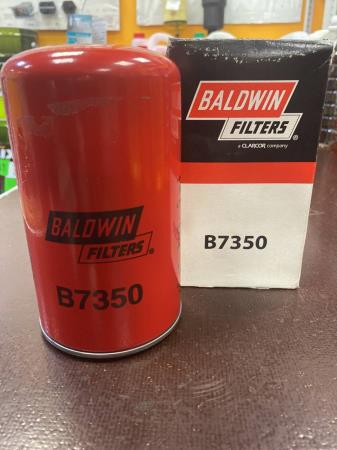 BALDWIN
FILTERS®
B7350
BALDWIN
FILTERS®
a CLARCOR company
B7350